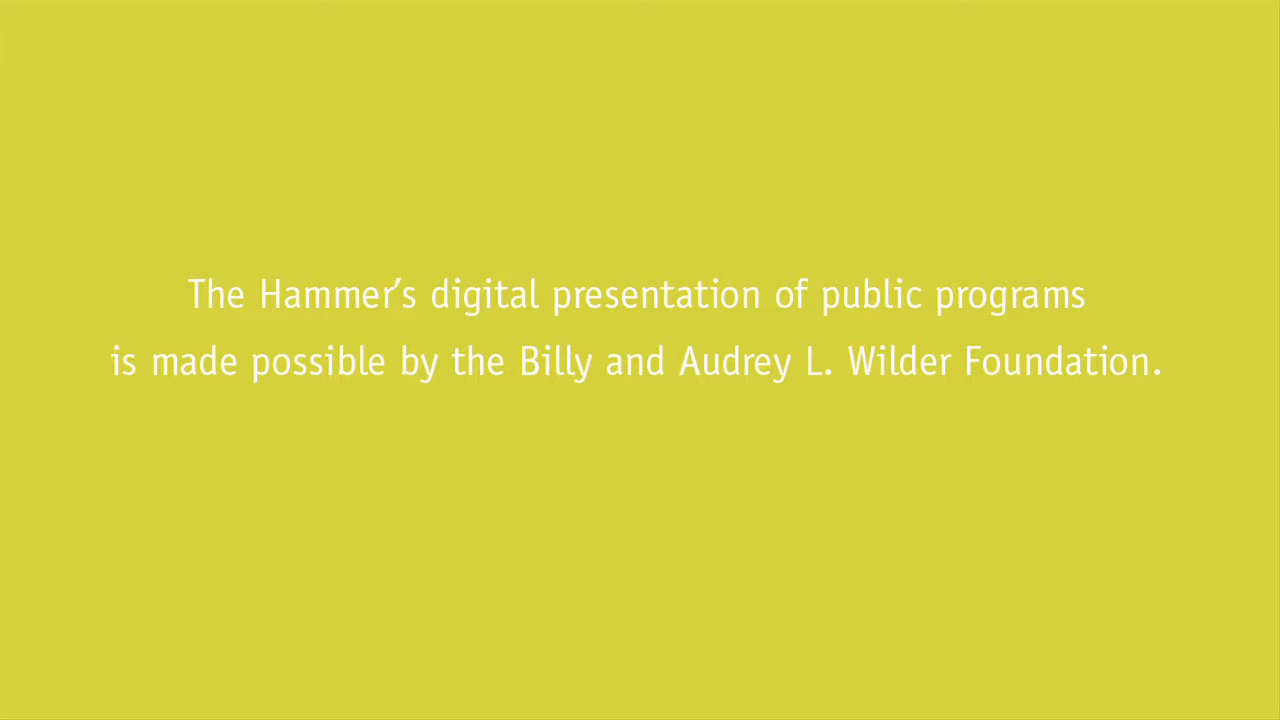 The Hammer’s digital presentation of public programs
is made possible by the Billy and Audrey L. Wilder Foundation.